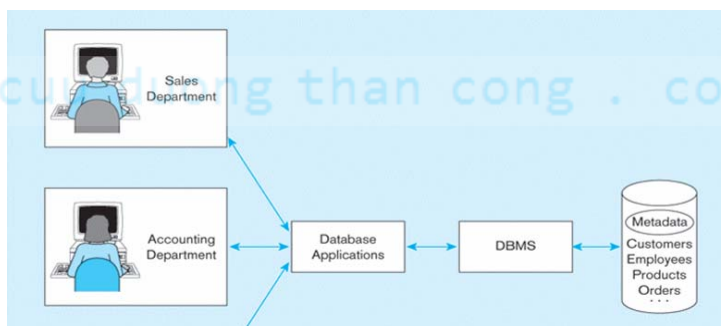 cuu duong than cong . co
Sales
Department
Accounting
Department
Database
Applications
DBMS
Metadata
Customers
Employees
Products
Orders
. . .